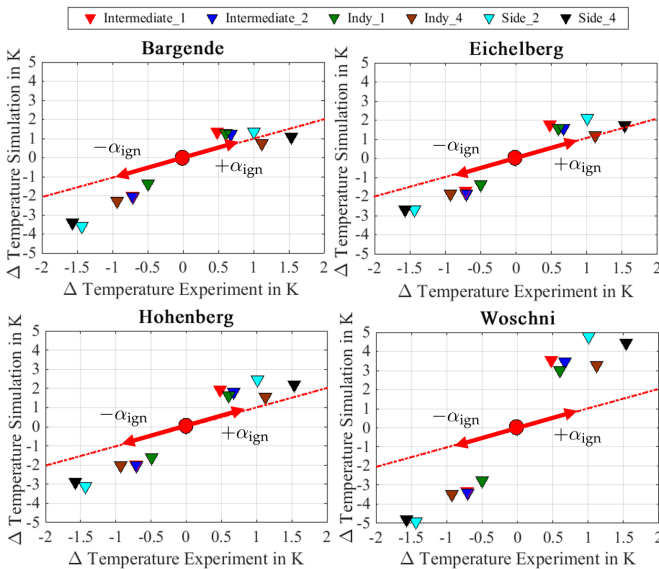 Intermediate_1 Intermediate_2 Indy_1 Indy_4 Side_2 Side_4
Bargende
Δ Temperature Simulation in K
5
4
3
2
1
0
-1
-2
-3
-4
-5
−α_ign
+α_ign
-2 -1.5 -1 -0.5 0 0.5 1 1.5 2
Δ Temperature Experiment in K
Eichelberg
Δ Temperature Simulation in K
5
4
3
2
1
0
-1
-2
-3
-4
-5
−α_ign
+α_ign
-2 -1.5 -1 -0.5 0 0.5 1 1.5 2
Δ Temperature Experiment in K
Hohenberg
Δ Temperature Simulation in K
5
4
3
2
1
0
-1
-2
-3
-4
-5
−α_ign
+α_ign
-2 -1.5 -1 -0.5 0 0.5 1 1.5 2
Δ Temperature Experiment in K
Woschni
Δ Temperature Simulation in K
5
4
3
2
1
0
-1
-2
-3
-4
-5
−α_ign
+α_ign
-2 -1.5 -1 -0.5 0 0.5 1 1.5 2
Δ Temperature Experiment in K